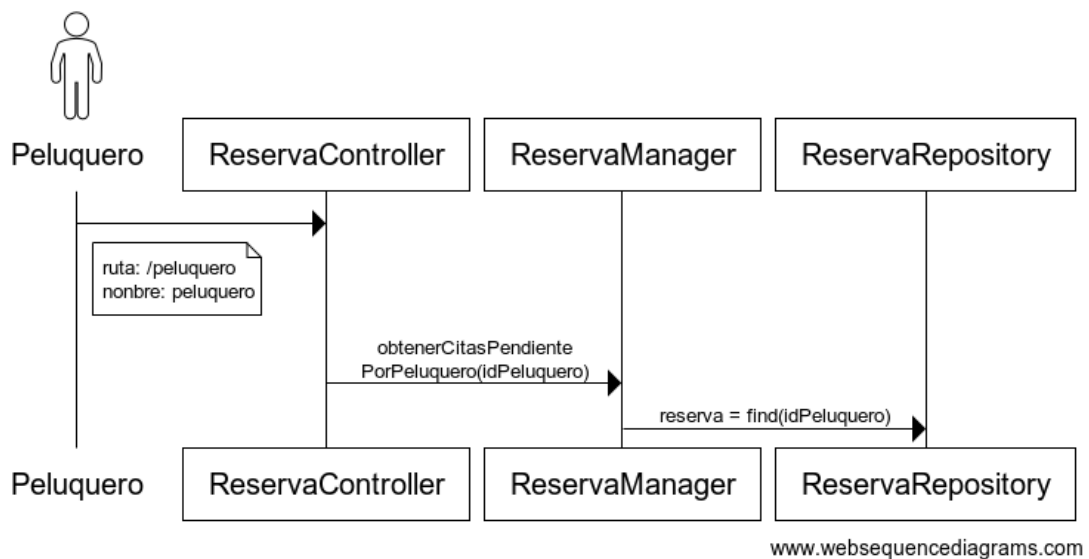 Peluquero
ReservaController
ReservaManager
ReservaRepository
ruta: /peluquero
nonbre: peluquero
obtenerCitasPendiente
PorPeluquero(idPeluquero)
reserva = find(idPeluquero)
Peluquero
ReservaController
ReservaManager
ReservaRepository
www.websequencediagrams.com